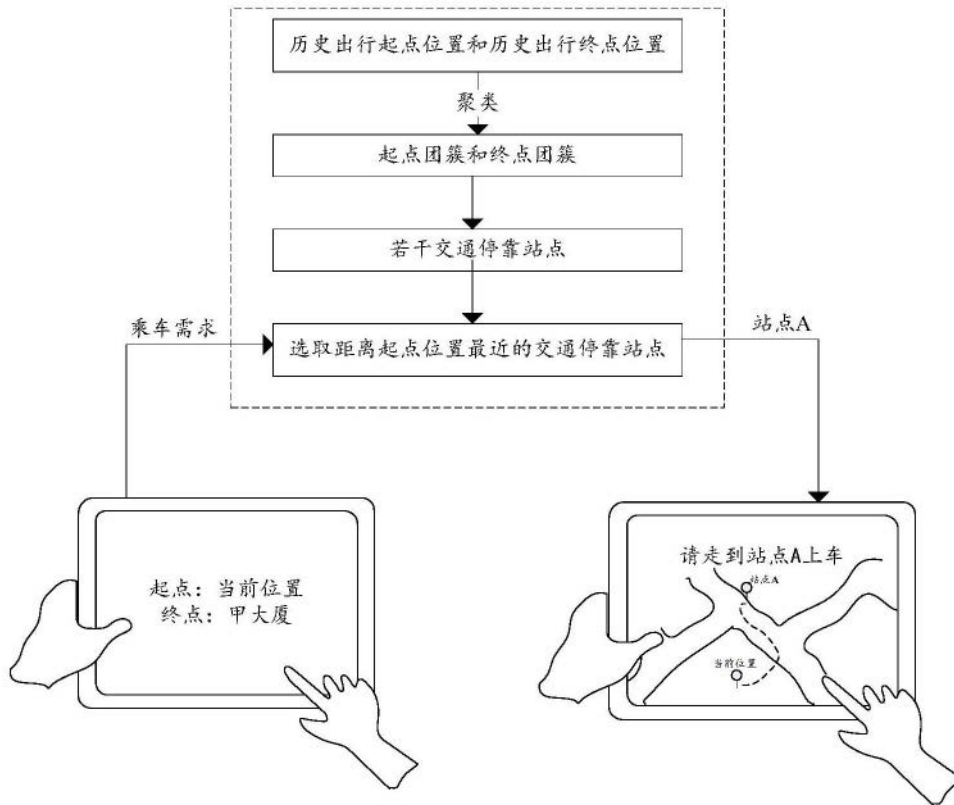 历史出行起点位置和历史出行终点位置
聚类
起点团簇和终点团簇
若干交通停靠站点
乘车需求
选取距离起点位置最近的交通停靠站点
站点A
起点：当前位置
终点：甲大厦
请走到站点A上车
站点A
当前位置